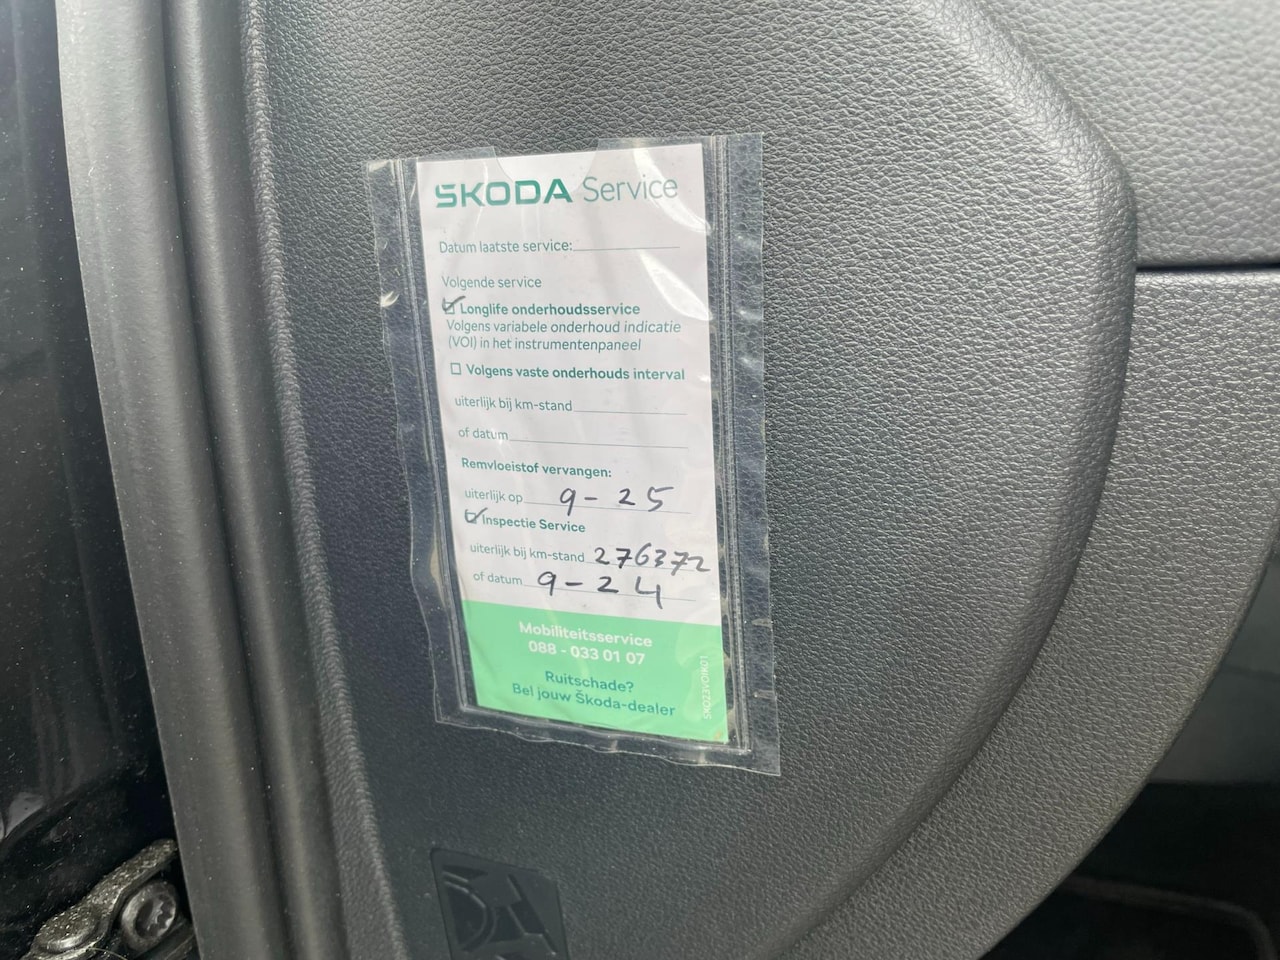 ŠKODA Service
Datum laatste service:
Volgende service
Longlife onderhoudsservice
Volgens variabele onderhoud indicatie
(VOI) in het instrumentenpaneel
Volgens vaste onderhouds interval
uiterlijk bij km-stand
of datum
Remvloeistof vervangen:
uiterlijk op 9-25
Inspectie Service
uiterlijk bij km-stand 276372
of datum 9-24
Mobiliteitsservice
088 - 033 01 07
Ruitschade?
Bel jouw Škoda-dealer